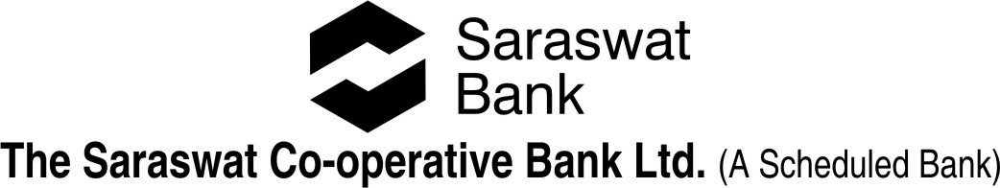 Saraswat
Bank
The Saraswat Co-operative Bank Ltd. (A Scheduled Bank)